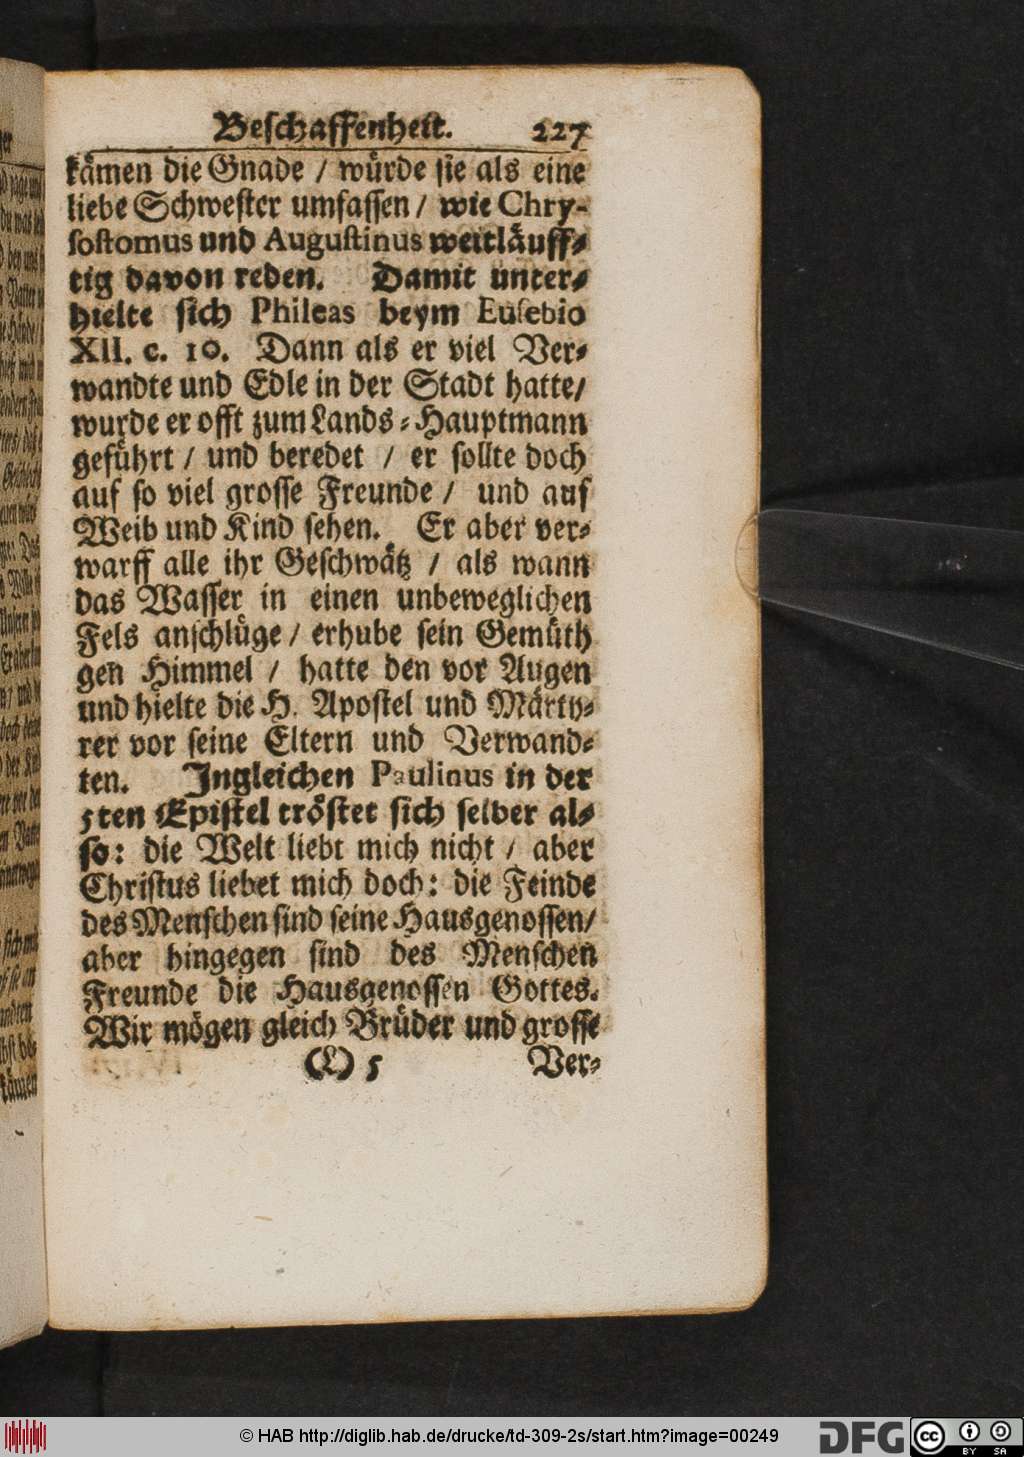 Beschaffenheit. 227
kämen die Gnade / würde sie als eine
liebe Schwester umfassen / wie Chry-
sostomus und Augustinus weitläuff-
tig davon reden. Damit unter-
hielte sich Phileas beym Eusebio
XII. c. 10. Dann als er viel Ver-
wandte und Edle in der Stadt hatte /
wurde er offt zum Lands-Hauptmann
geführt / und beredet / er sollte doch
auf so viel grosse Freunde / und auf
Weib und Kind sehen. Er aber ver-
warff alle ihr Geschwätz / als wann
das Wasser in einen unbeweglichen
Fels anschlüge / erhube sein Gemüth
gen Himmel / hatte den vor Augen
und hielte die H. Apostel und Märty-
rer vor seine Eltern und Verwand-
ten. Ingleichen Paulinus in der
5ten Epistel tröstet sich selber al-
so: die Welt liebt mich nicht / aber
Christus liebet mich doch: die Feinde
des Menschen sind seine Hausgenossen /
aber hingegen sind des Menschen
Freunde die Hausgenossen Gottes.
Wir mögen gleich Brüder und grosse
(L) 5 Ver-
© HAB http://diglib.hab.de/drucke/td-309-2s/start.htm?image=00249
DFG
cc BY SA